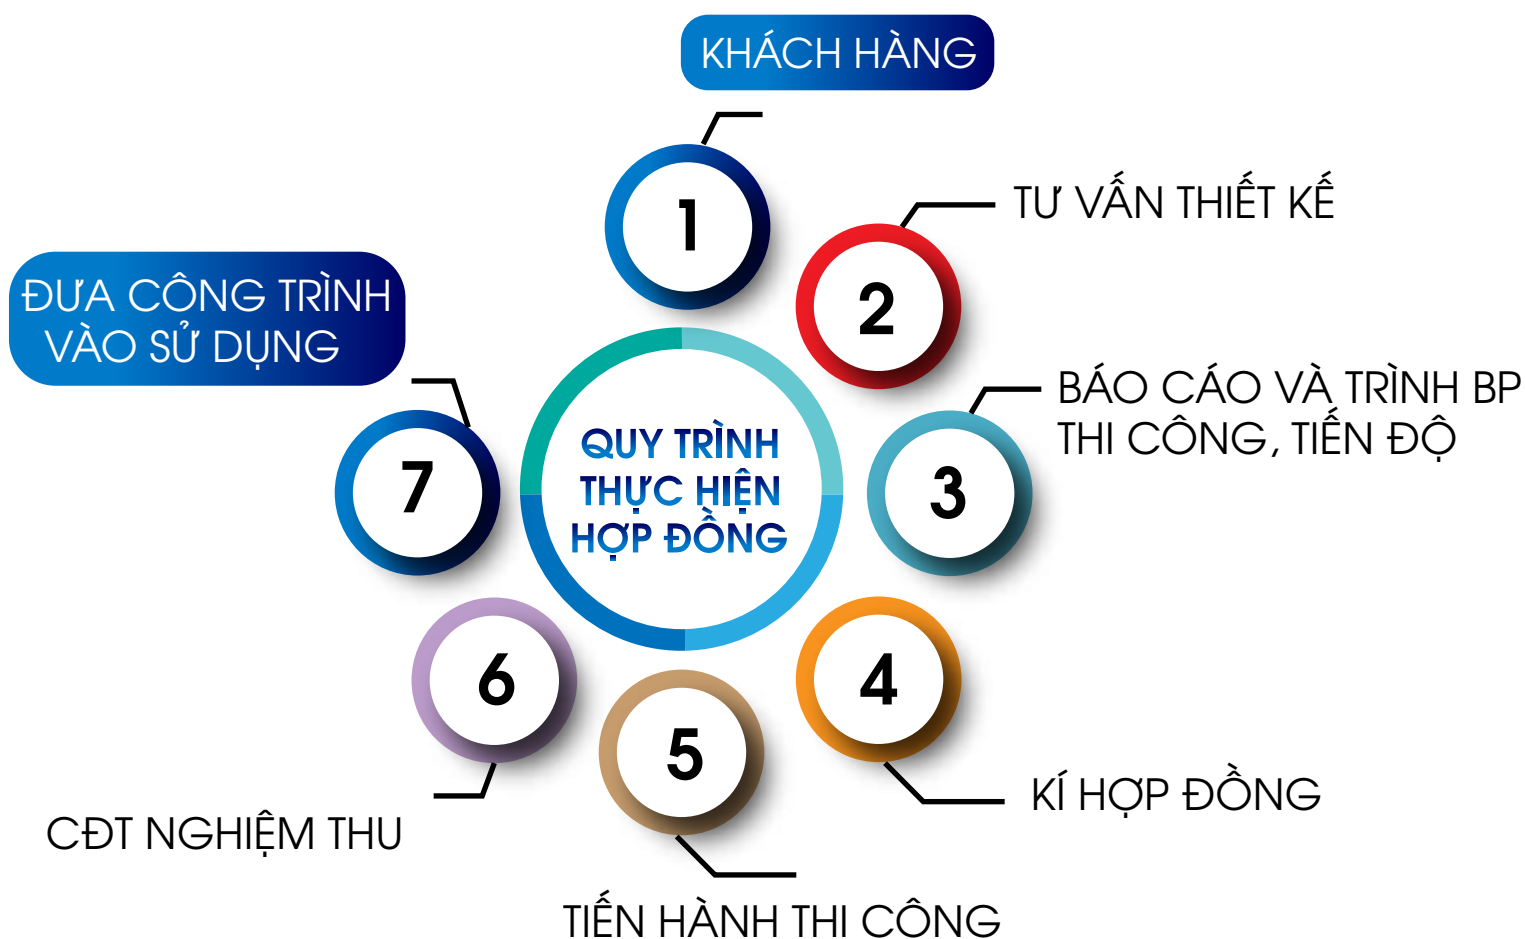 KHÁCH HÀNG
1
TƯ VẤN THIẾT KẾ
2
ĐƯA CÔNG TRÌNH
VÀO SỬ DỤNG
BÁO CÁO VÀ TRÌNH BP
THI CÔNG, TIẾN ĐỘ
3
QUY TRÌNH
THỰC HIỆN
HỢP ĐỒNG
7
6
4
5
KÍ HỢP ĐỒNG
CĐT NGHIỆM THU
TIẾN HÀNH THI CÔNG